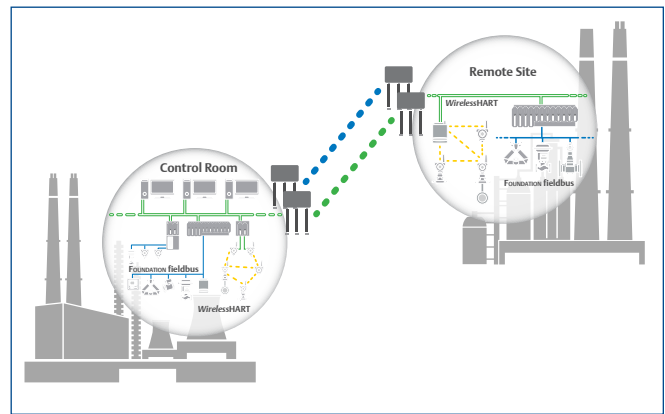 Remote Site
WirelessHART
FOUNDATION fieldbus
Control Room
FOUNDATION fieldbus
WirelessHART